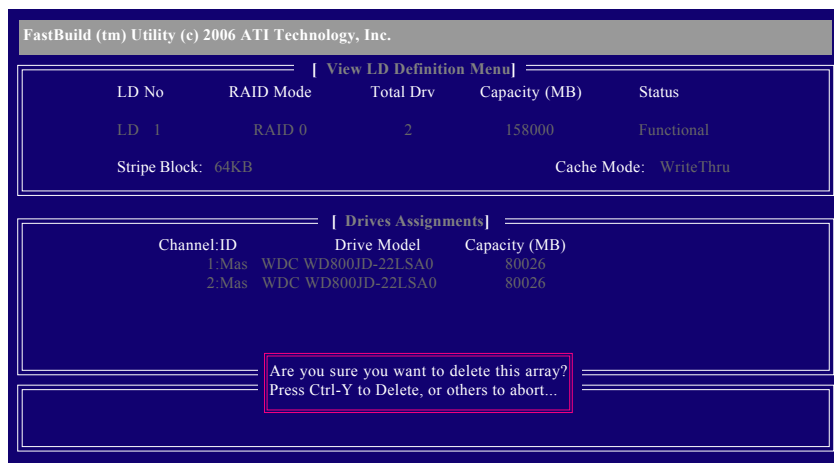 FastBuild (tm) Utility (c) 2006 ATI Technology, Inc.
[ View LD Definition Menu]
LD No RAID Mode Total Drv Capacity (MB) Status
LD 1 RAID 0 2 158000 Functional
Stripe Block: 64KB Cache Mode: WriteThru
[ Drives Assignments]
Channel:ID Drive Model Capacity (MB)
1:Mas WDC WD800JD-22LSA0 80026
2:Mas WDC WD800JD-22LSA0 80026
Are you sure you want to delete this array?
Press Ctrl-Y to Delete, or others to abort...